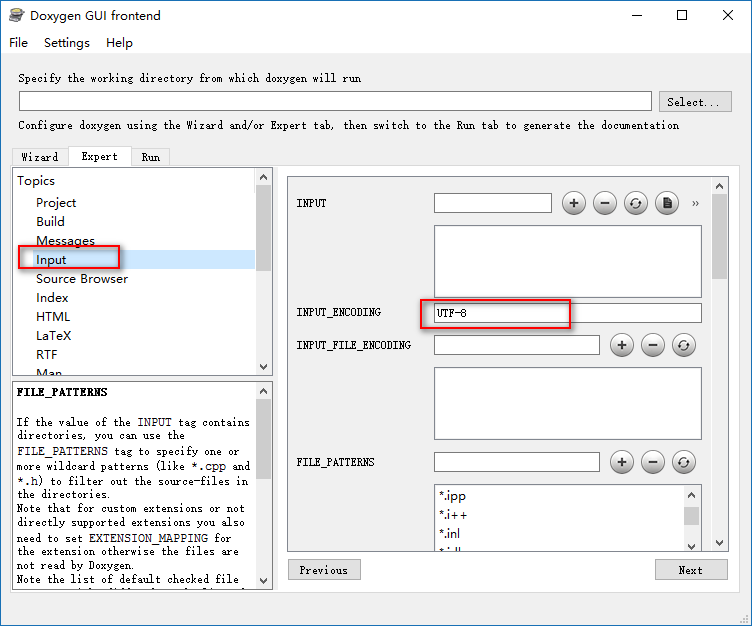 Doxygen GUI frontend
File Settings Help
Specify the working directory from which doxygen will run
Select...
Configure doxygen using the Wizard and/or Expert tab, then switch to the Run tab to generate the documentation
Wizard Expert Run
Topics
Project
Build
Messages
Input
Source Browser
Index
HTML
LaTeX
RTF
Man
FILE_PATTERNS
If the value of the INPUT tag contains
directories, you can use the
FILE_PATTERNS tag to specify one or
more wildcard patterns (like *.cpp and
*.h) to filter out the source-files in
the directories.
Note that for custom extensions or not
directly supported extensions you also
need to set EXTENSION_MAPPING for
the extension otherwise the files are
not read by Doxygen.
Note the list of default checked file
INPUT
INPUT_ENCODING UTF-8
INPUT_FILE_ENCODING
FILE_PATTERNS
*.ipp
*.i++
*.inl
Previous Next